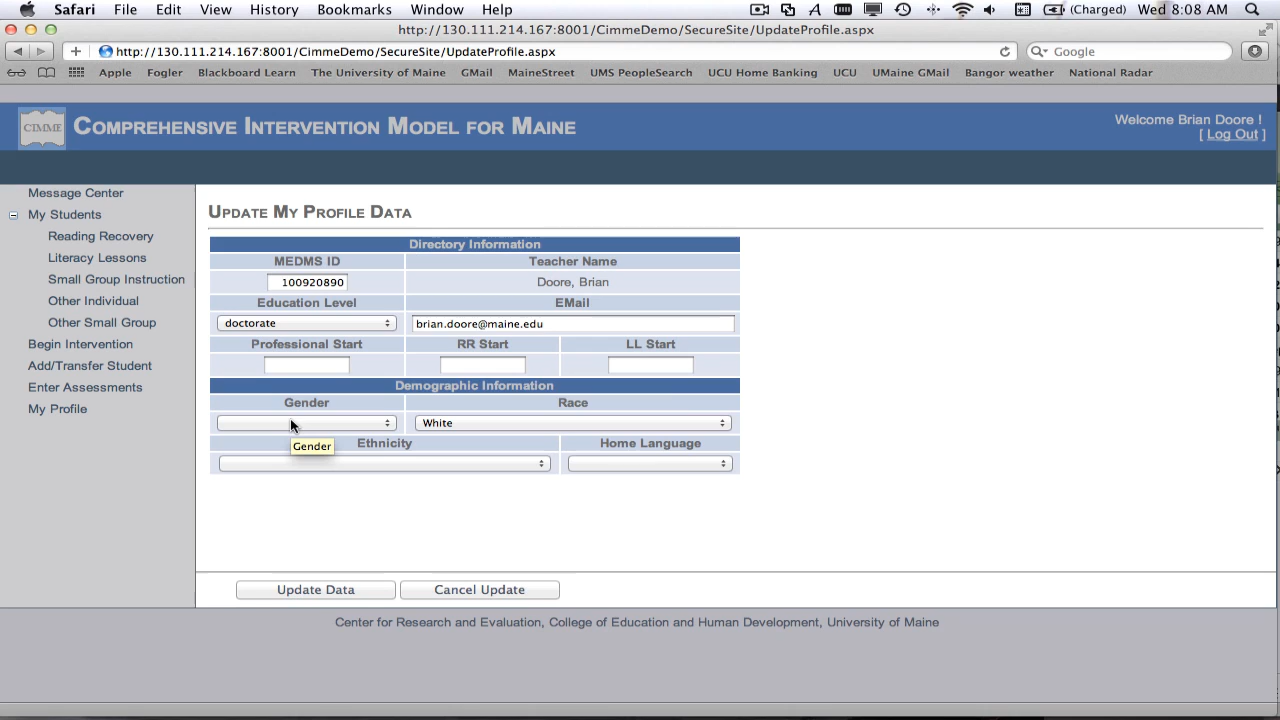 Safari File Edit View History Bookmarks Window Help (Charged) Wed 8:08 AM
http://130.111.214.167:8001/CimmeDemo/SecureSite/UpdateProfile.aspx
http://130.111.214.167:8001/CimmeDemo/SecureSite/UpdateProfile.aspx Google
Apple Fogler Blackboard Learn The University of Maine GMail MaineStreet UMS PeopleSearch UCU Home Banking UCU UMaine GMail Bangor weather National Radar
CIMME Comprehensive Intervention Model for Maine
Welcome Brian Doore !
[ Log Out ]
Message Center
My Students
Reading Recovery
Literacy Lessons
Small Group Instruction
Other Individual
Other Small Group
Begin Intervention
Add/Transfer Student
Enter Assessments
My Profile
Update My Profile Data
Directory Information
MEDMS ID Teacher Name
100920890 Doore, Brian
Education Level EMail
doctorate brian.doore@maine.edu
Professional Start RR Start LL Start
Demographic Information
Gender Race
White
Gender Ethnicity Home Language
Update Data Cancel Update
Center for Research and Evaluation, College of Education and Human Development, University of Maine